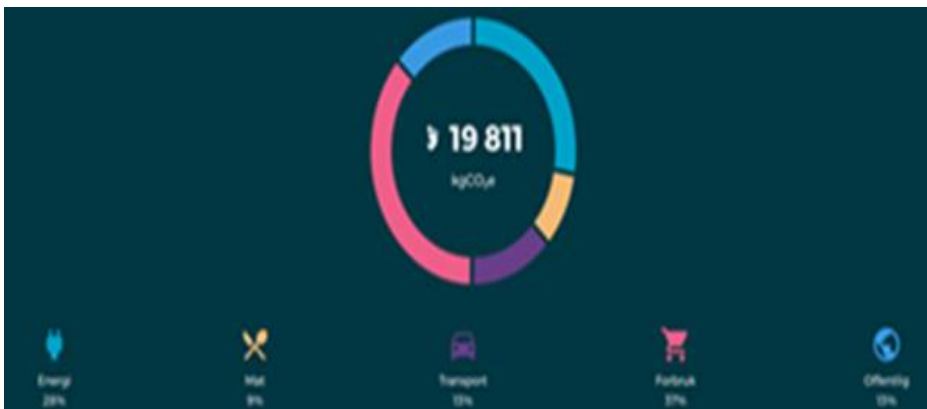 19 811
kgCO₂e
Energi
28%
Mat
9%
Transport
13%
Forbruk
37%
Offentlig
13%